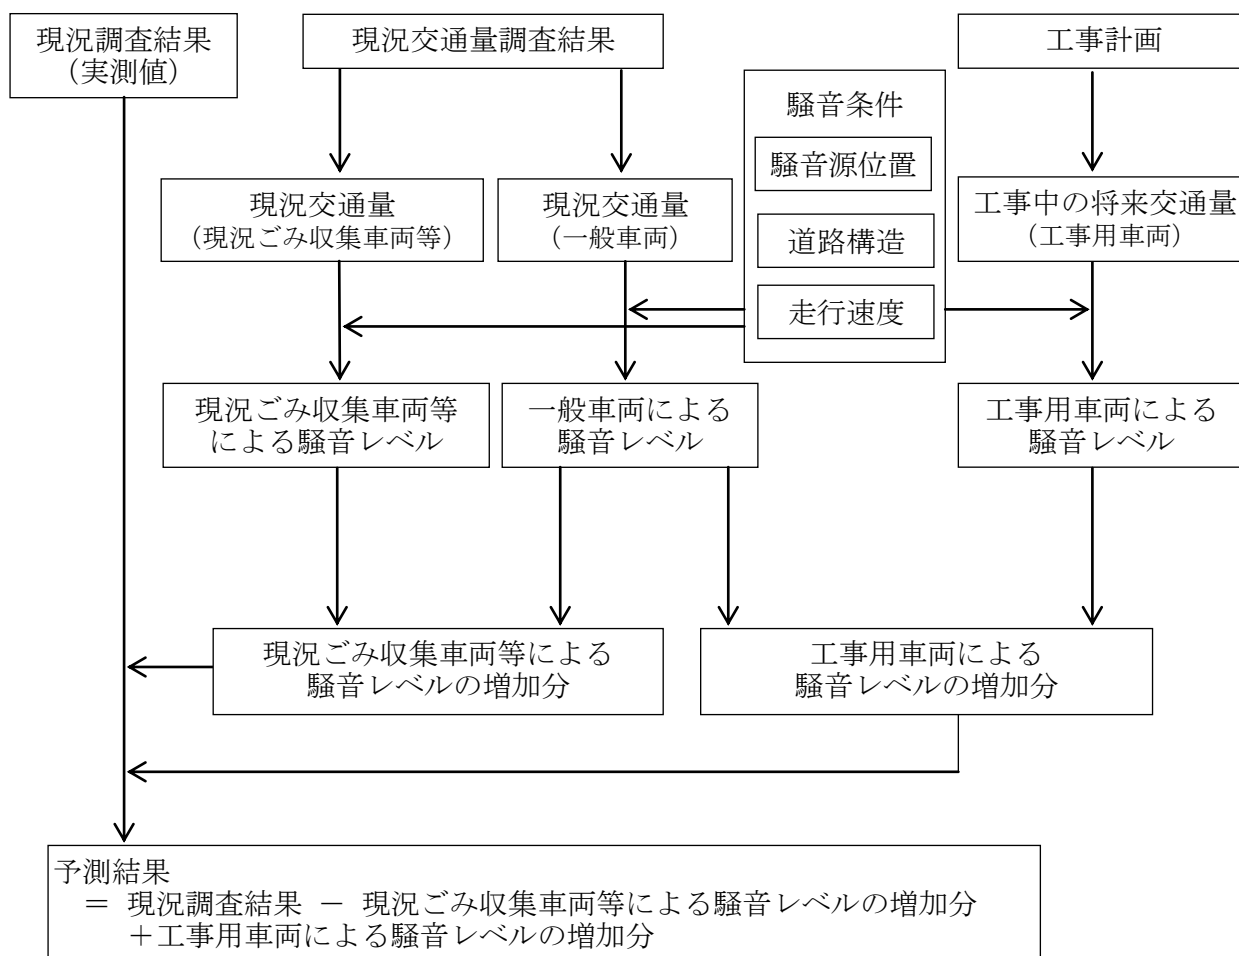 現況調査結果
（実測値）
現況交通量調査結果
工事計画
騒音条件
騒音源位置
道路構造
走行速度
現況交通量
（現況ごみ収集車両等）
現況交通量
（一般車両）
工事中の将来交通量
（工事用車両）
現況ごみ収集車両等
による騒音レベル
一般車両による
騒音レベル
工事用車両による
騒音レベル
現況ごみ収集車両等による
騒音レベルの増加分
工事用車両による
騒音レベルの増加分
予測結果
＝ 現況調査結果 － 現況ごみ収集車両等による騒音レベルの増加分
＋工事用車両による騒音レベルの増加分